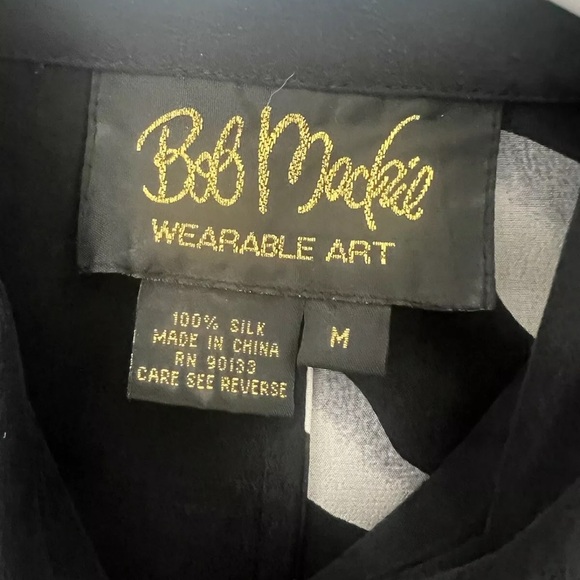 Bob Mackie
WEARABLE ART
100% SILK
MADE IN CHINA
RN 90133
CARE SEE REVERSE
M